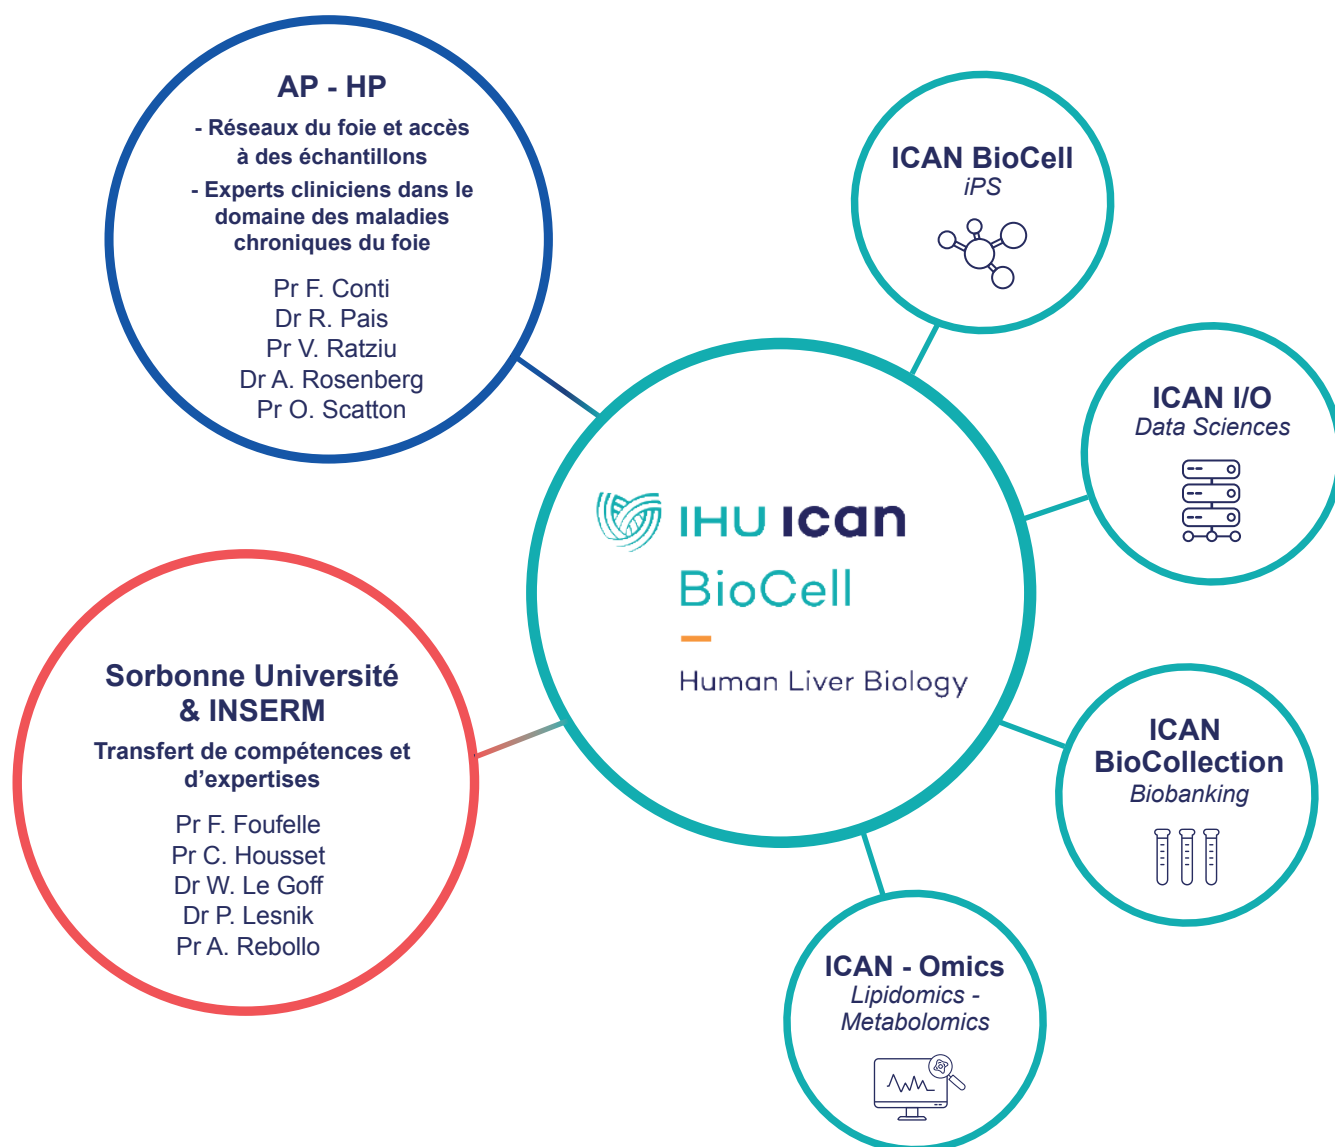 AP - HP
- Réseaux du foie et accès
à des échantillons
- Experts cliniciens dans le
domaine des maladies
chroniques du foie
Pr F. Conti
Dr R. Pais
Pr V. Ratziu
Dr A. Rosenberg
Pr O. Scatton
ICAN BioCell
iPS
ICAN I/O
Data Sciences
IHU ican
BioCell
Human Liver Biology
Sorbonne Université
& INSERM
Transfert de compétences et
d’expertises
Pr F. Foufelle
Pr C. Housset
Dr W. Le Goff
Dr P. Lesnik
Pr A. Rebollo
ICAN
BioCollection
Biobanking
ICAN - Omics
Lipidomics -
Metabolomics